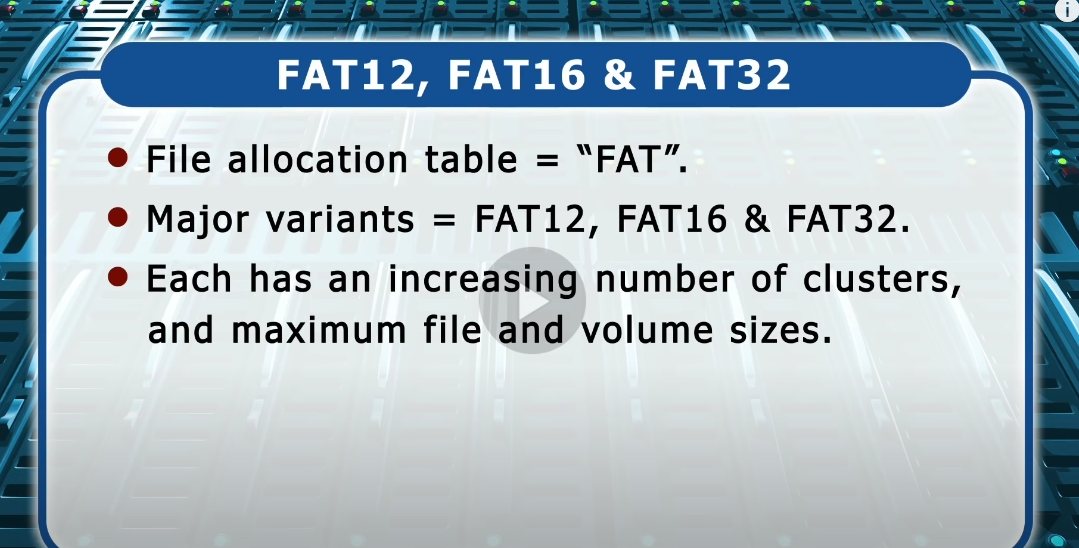 FAT12, FAT16 & FAT32
● File allocation table = “FAT”.
● Major variants = FAT12, FAT16 & FAT32.
● Each has an increasing number of clusters,
and maximum file and volume sizes.